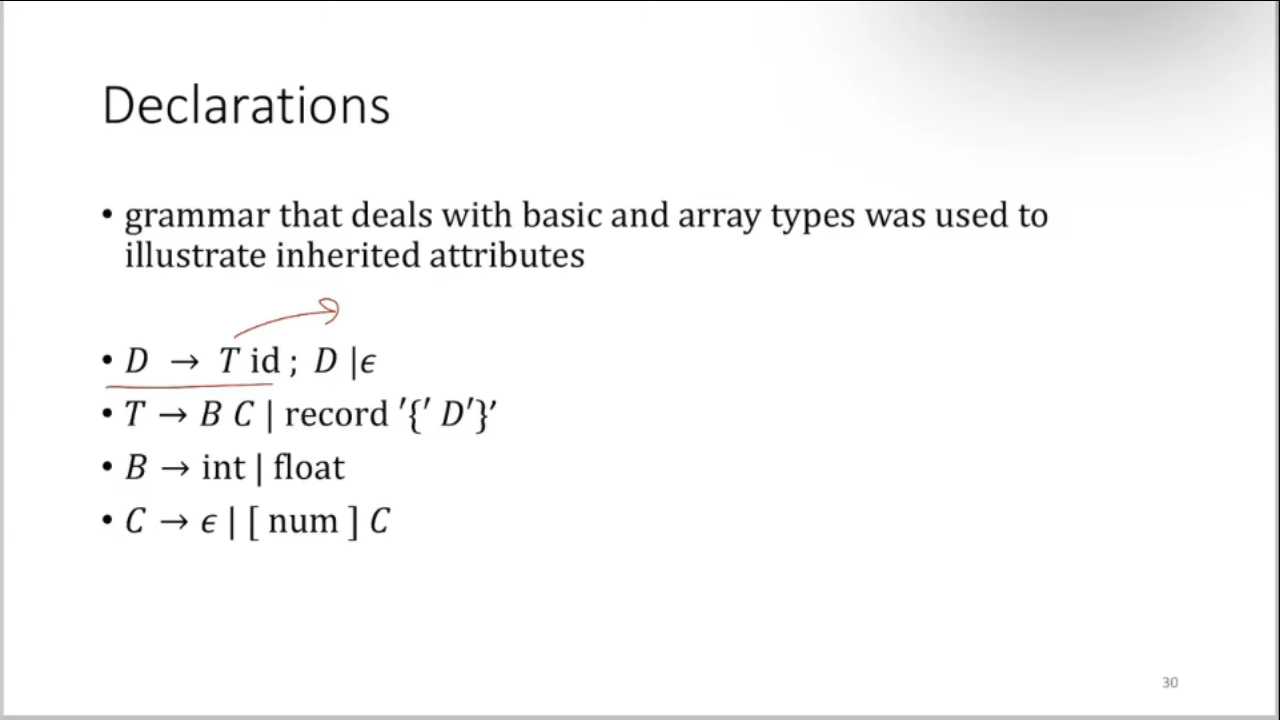 Declarations
• grammar that deals with basic and array types was used to
illustrate inherited attributes
• D → T id ; D |ϵ
• T → B C | record ′{′ D′}’
• B → int | float
• C → ϵ | [ num ] C
30